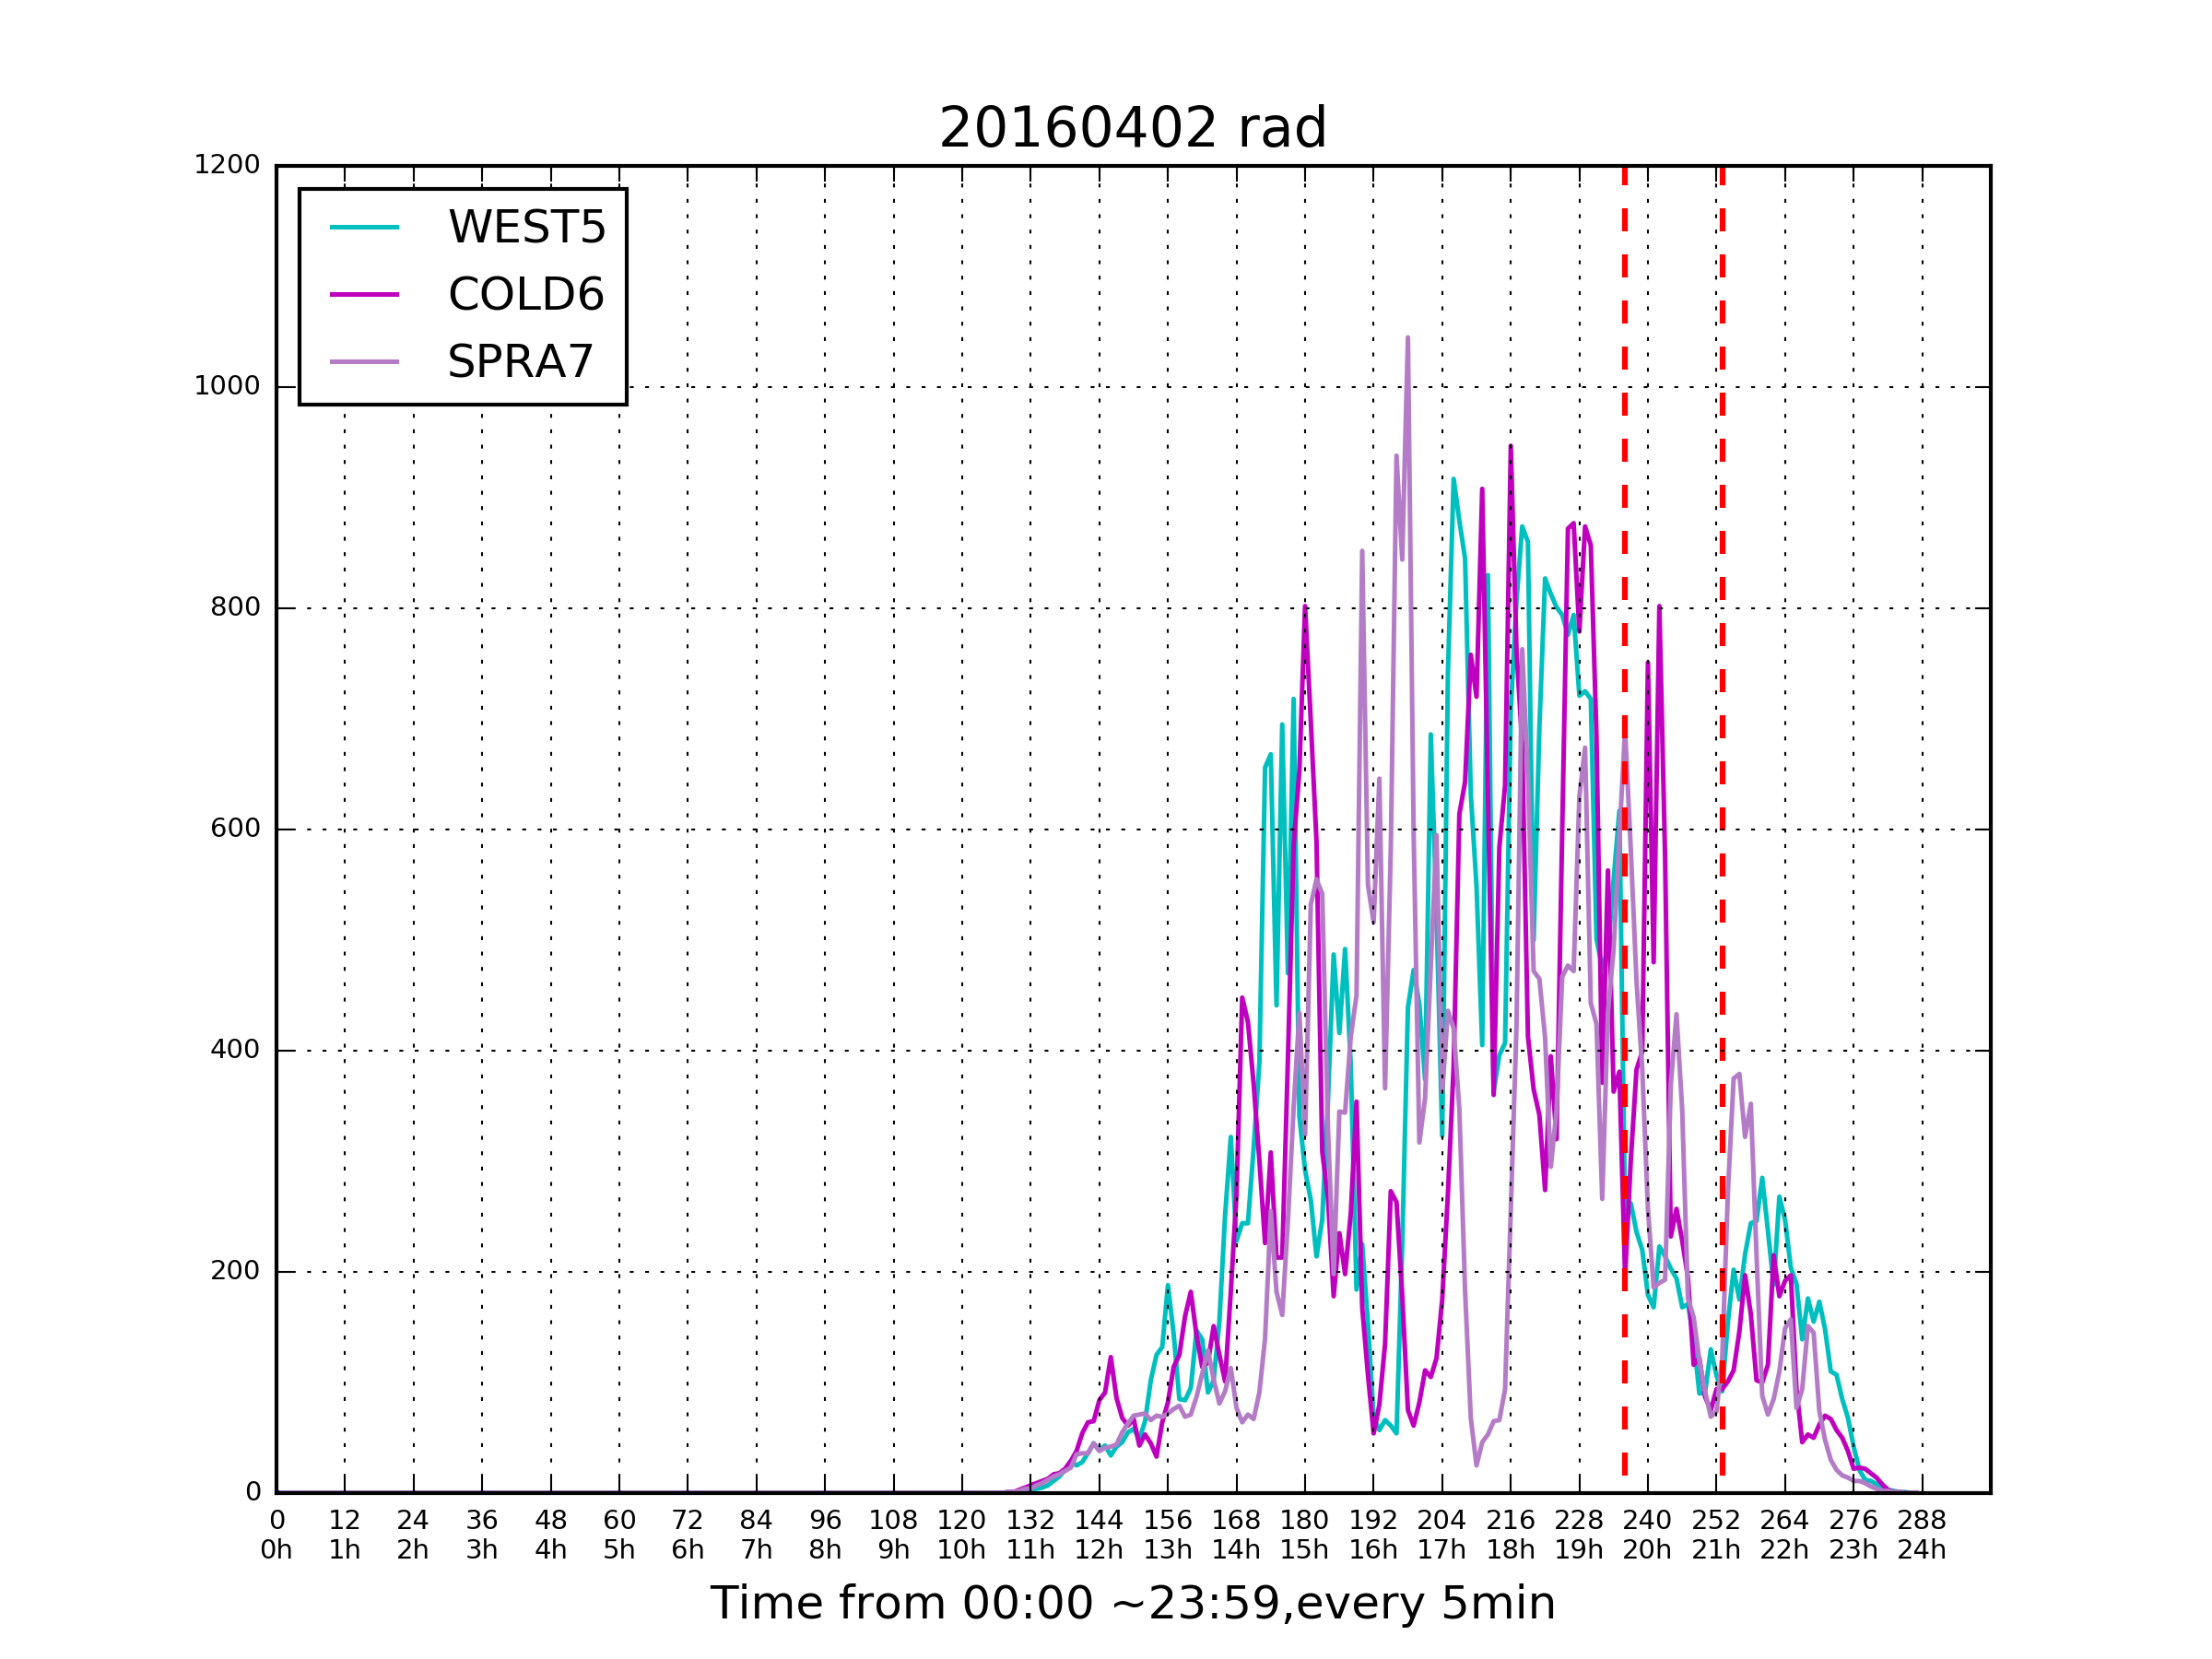 20160402 rad
1200
1000
800
600
400
200
0
WEST5
COLD6
SPRA7
0 12 24 36 48 60 72 84 96 108 120 132 144 156 168 180 192 204 216 228 240 252 264 276 288
0h 1h 2h 3h 4h 5h 6h 7h 8h 9h 10h 11h 12h 13h 14h 15h 16h 17h 18h 19h 20h 21h 22h 23h 24h
Time from 00:00 ~23:59,every 5min